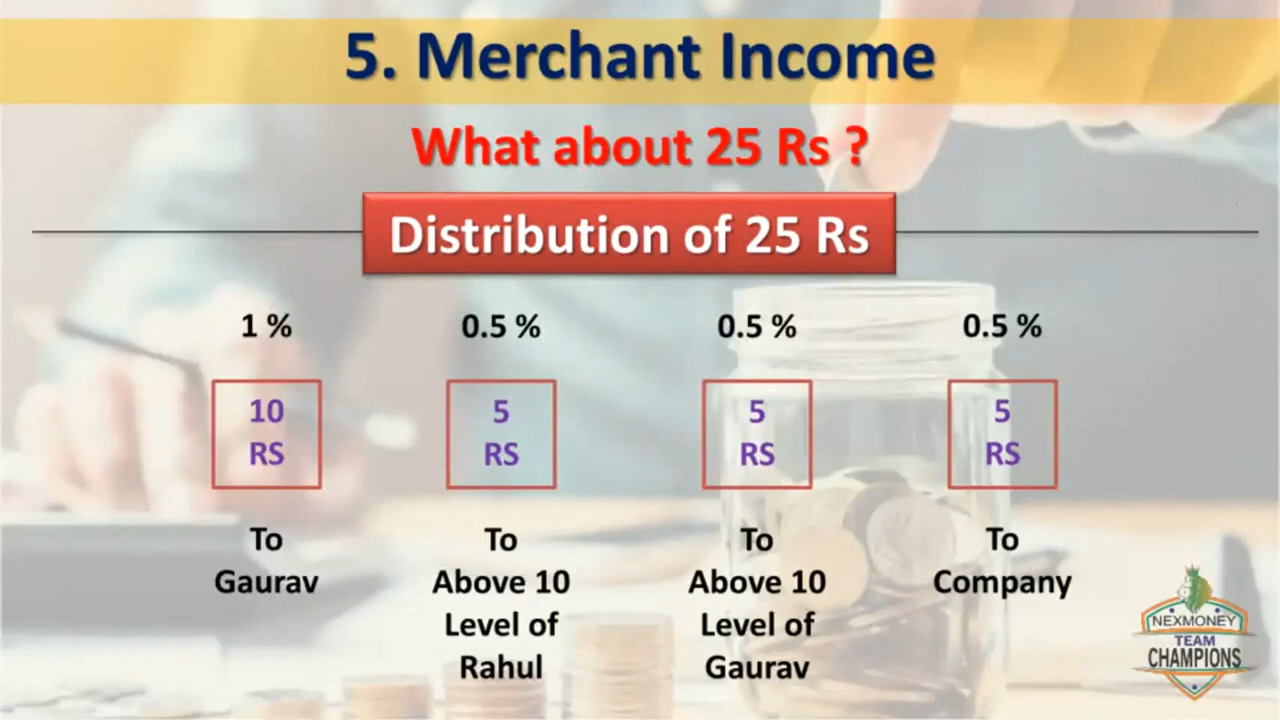 5. Merchant Income
What about 25 Rs ?
Distribution of 25 Rs
1 % 0.5 % 0.5 % 0.5 %
10 5 5 5
RS RS RS RS
To To To To
Gaurav Above 10 Above 10 Company
Level of Level of
Rahul Gaurav
NEXMONEY
TEAM
CHAMPIONS